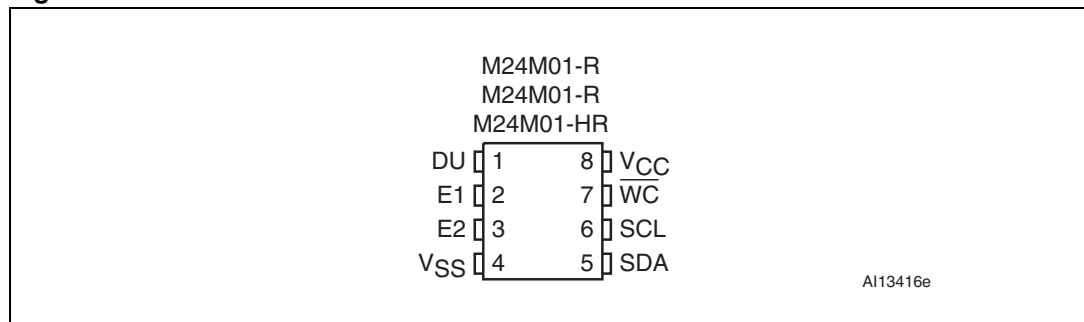 M24M01-R
M24M01-R
M24M01-HR
DU 1 8 VCC
E1 2 7 W̅C̅
E2 3 6 SCL
VSS 4 5 SDA
AI13416e